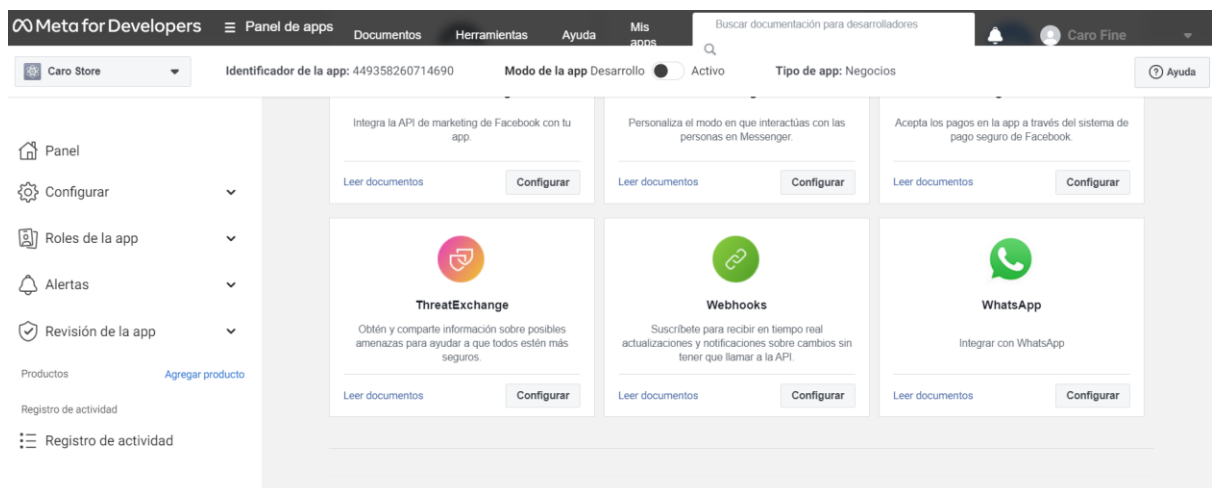 Meta for Developers
Panel de apps
Documentos
Herramientas
Ayuda
Mis
apps
Buscar documentación para desarrolladores
Caro Fine
Caro Store
Identificador de la app: 449358260714690
Modo de la app Desarrollo
Activo
Tipo de app: Negocios
Ayuda
Panel
Configurar
Roles de la app
Alertas
Revisión de la app
Productos
Agregar producto
Registro de actividad
Registro de actividad
Integra la API de marketing de Facebook con tu
app.
Leer documentos
Configurar
Personaliza el modo en que interactúas con las
personas en Messenger.
Leer documentos
Configurar
Acepta los pagos en la app a través del sistema de
pago seguro de Facebook.
Leer documentos
Configurar
ThreatExchange
Obtén y comparte información sobre posibles
amenazas para ayudar a que todos estén más
seguros.
Leer documentos
Configurar
Webhooks
Suscríbete para recibir en tiempo real
actualizaciones y notificaciones sobre cambios sin
tener que llamar a la API.
Leer documentos
Configurar
WhatsApp
Integrar con WhatsApp
Leer documentos
Configurar